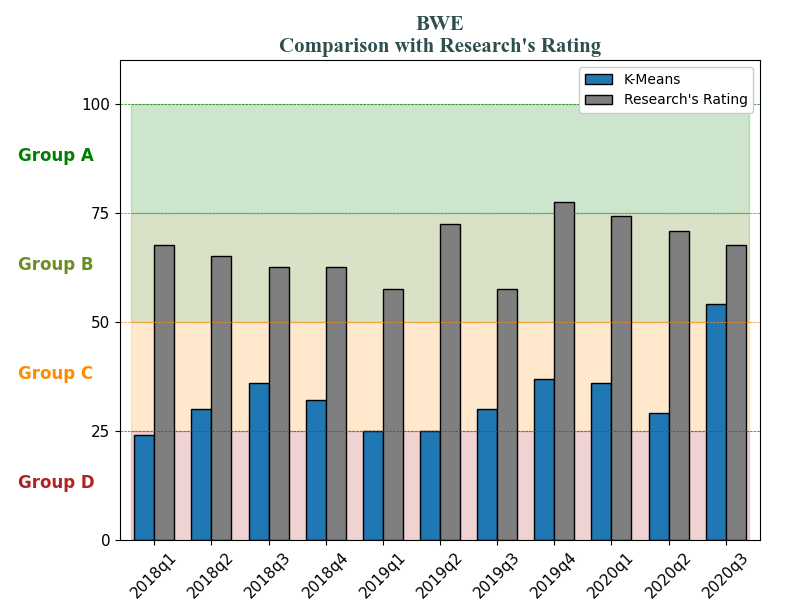 BWE
Comparison with Research's Rating
K-Means
Research's Rating
100
Group A
75
Group B
50
Group C
25
Group D
0
2018q1
2018q2
2018q3
2018q4
2019q1
2019q2
2019q3
2019q4
2020q1
2020q2
2020q3